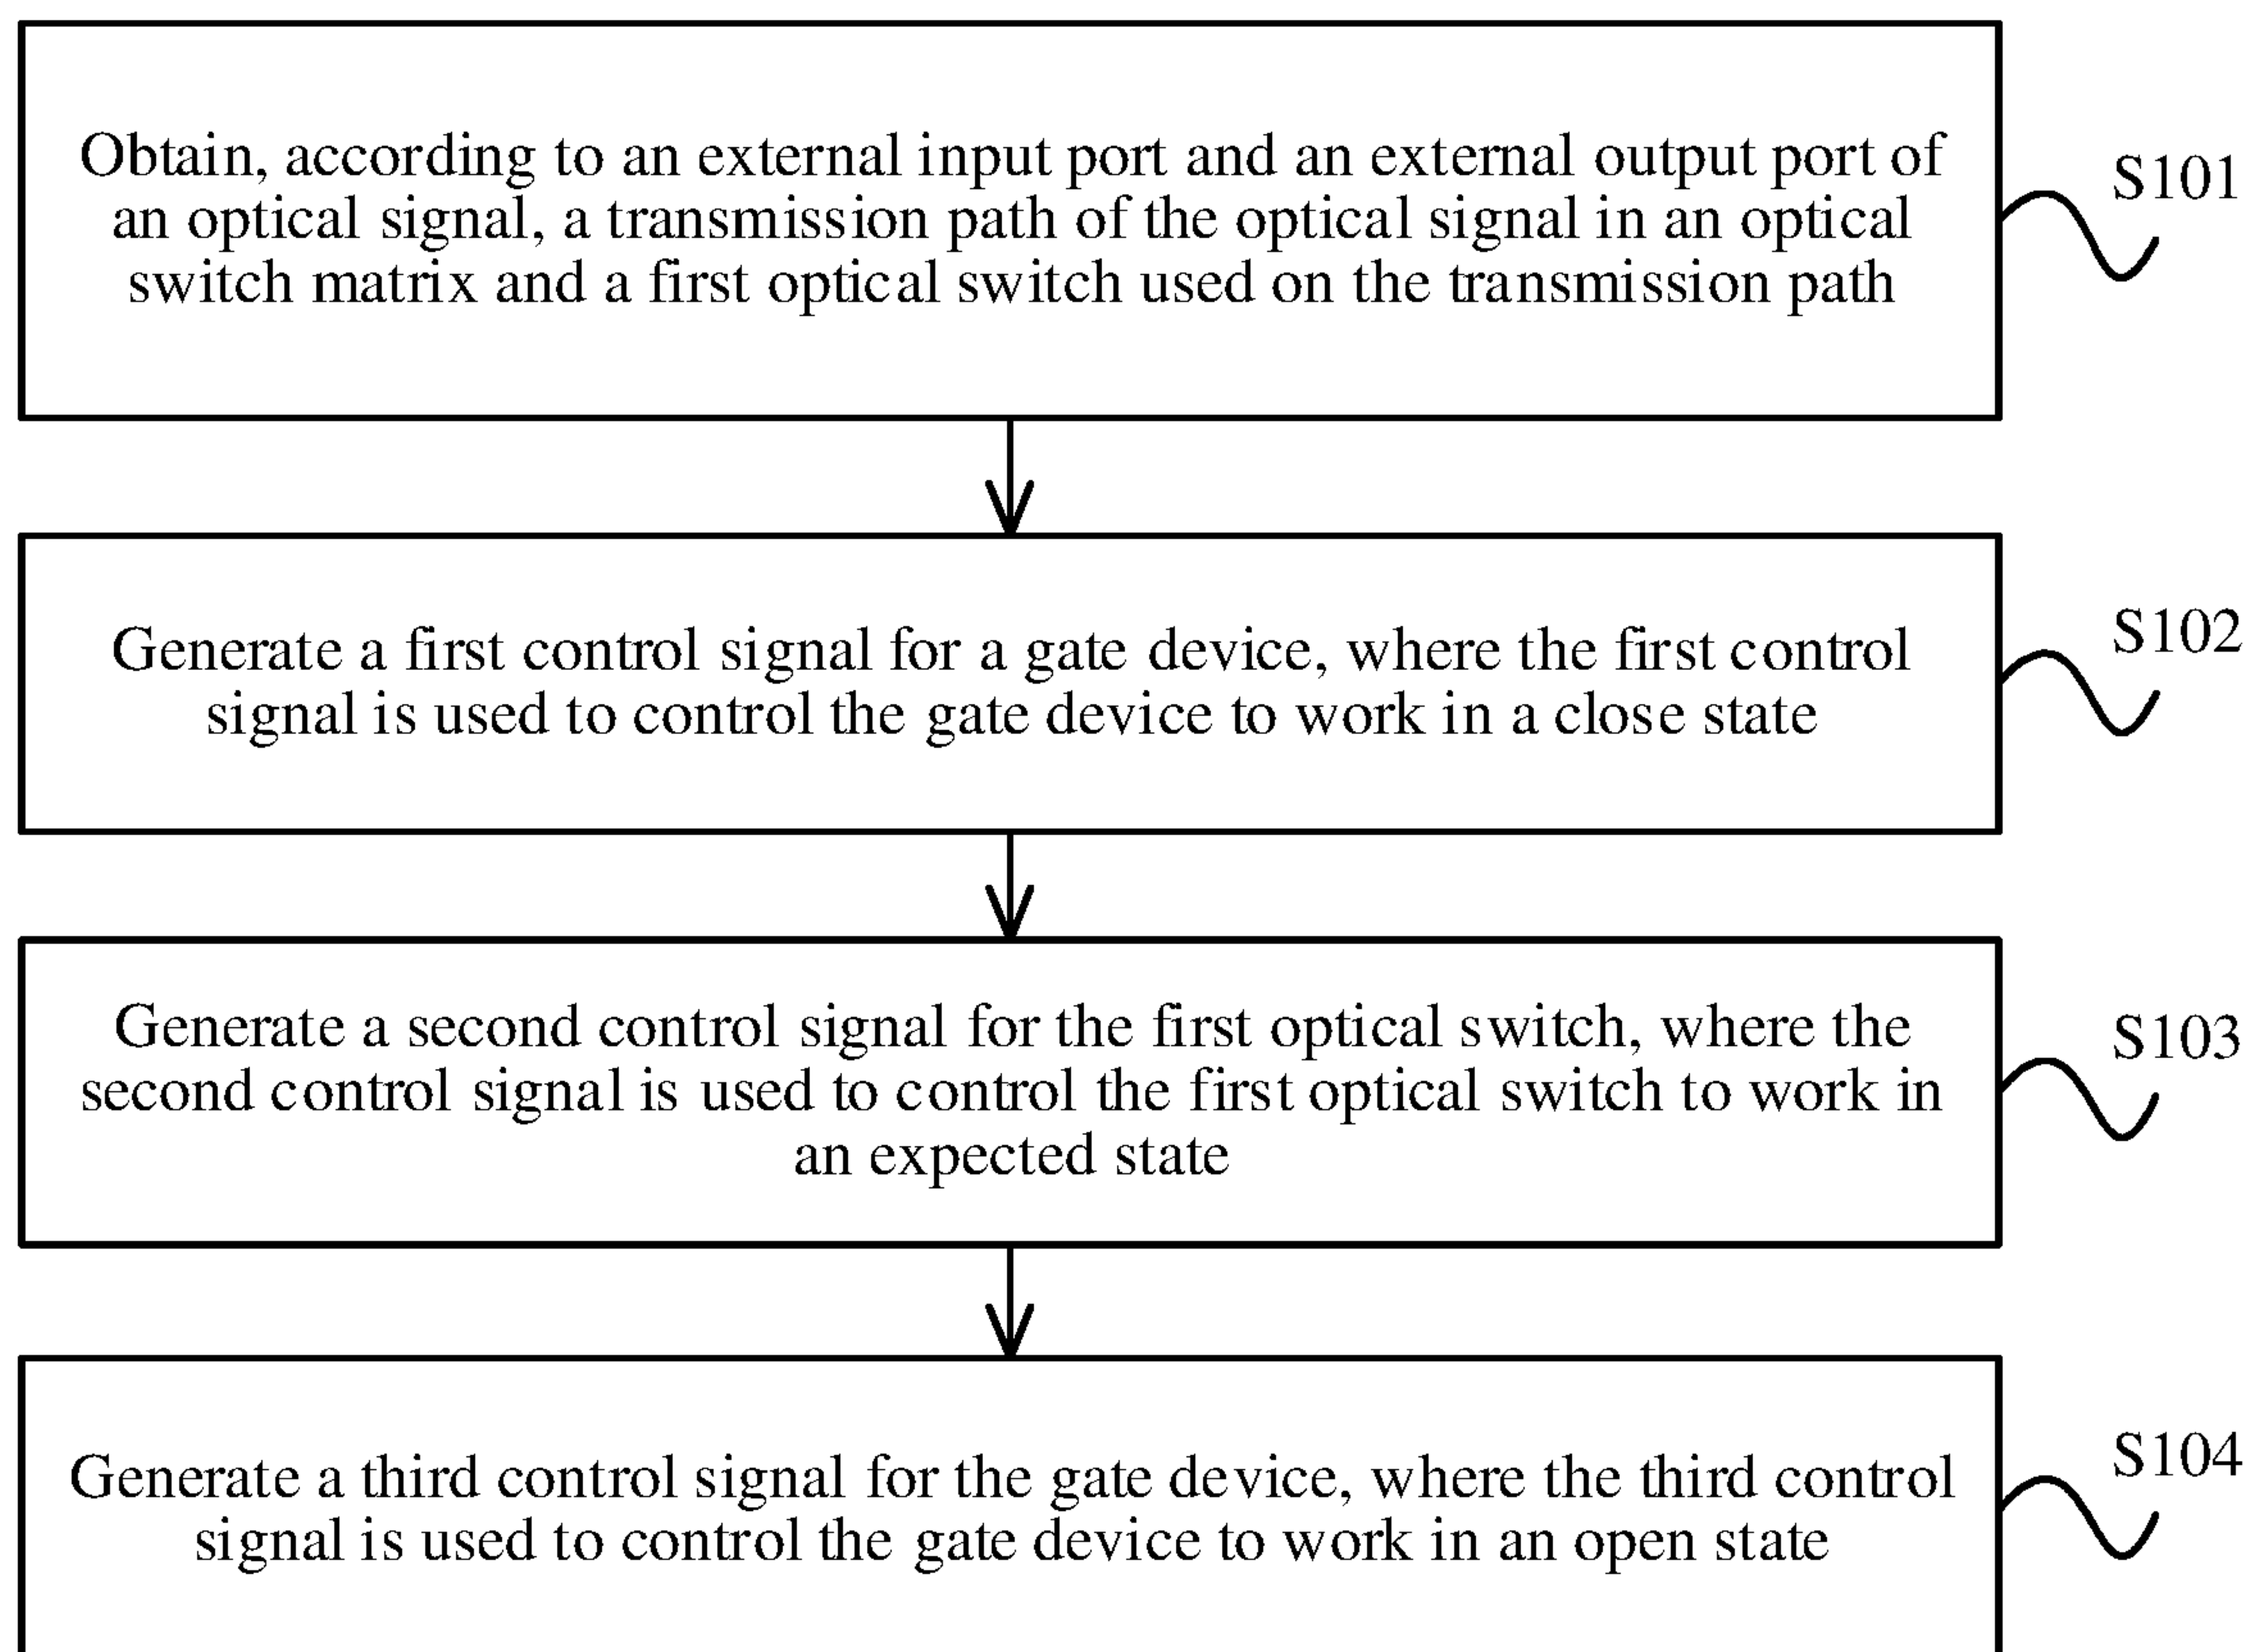 Obtain, according to an external input port and an external output port of
an optical signal, a transmission path of the optical signal in an optical
switch matrix and a first optical switch used on the transmission path
S101
Generate a first control signal for a gate device, where the first control
signal is used to control the gate device to work in a close state
S102
Generate a second control signal for the first optical switch, where the
second control signal is used to control the first optical switch to work in
an expected state
S103
Generate a third control signal for the gate device, where the third control
signal is used to control the gate device to work in an open state
S104